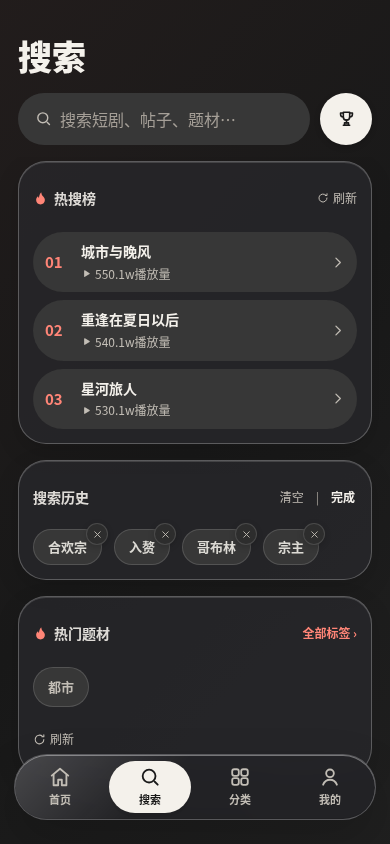 搜索
搜索短剧、帖子、题材…
热搜榜
刷新
01
城市与晚风
550.1w播放量
02
重逢在夏日以后
540.1w播放量
03
星河旅人
530.1w播放量
搜索历史
清空 | 完成
合欢宗
入赘
哥布林
宗主
热门题材
全部标签 ›
都市
刷新
首页
搜索
分类
我的